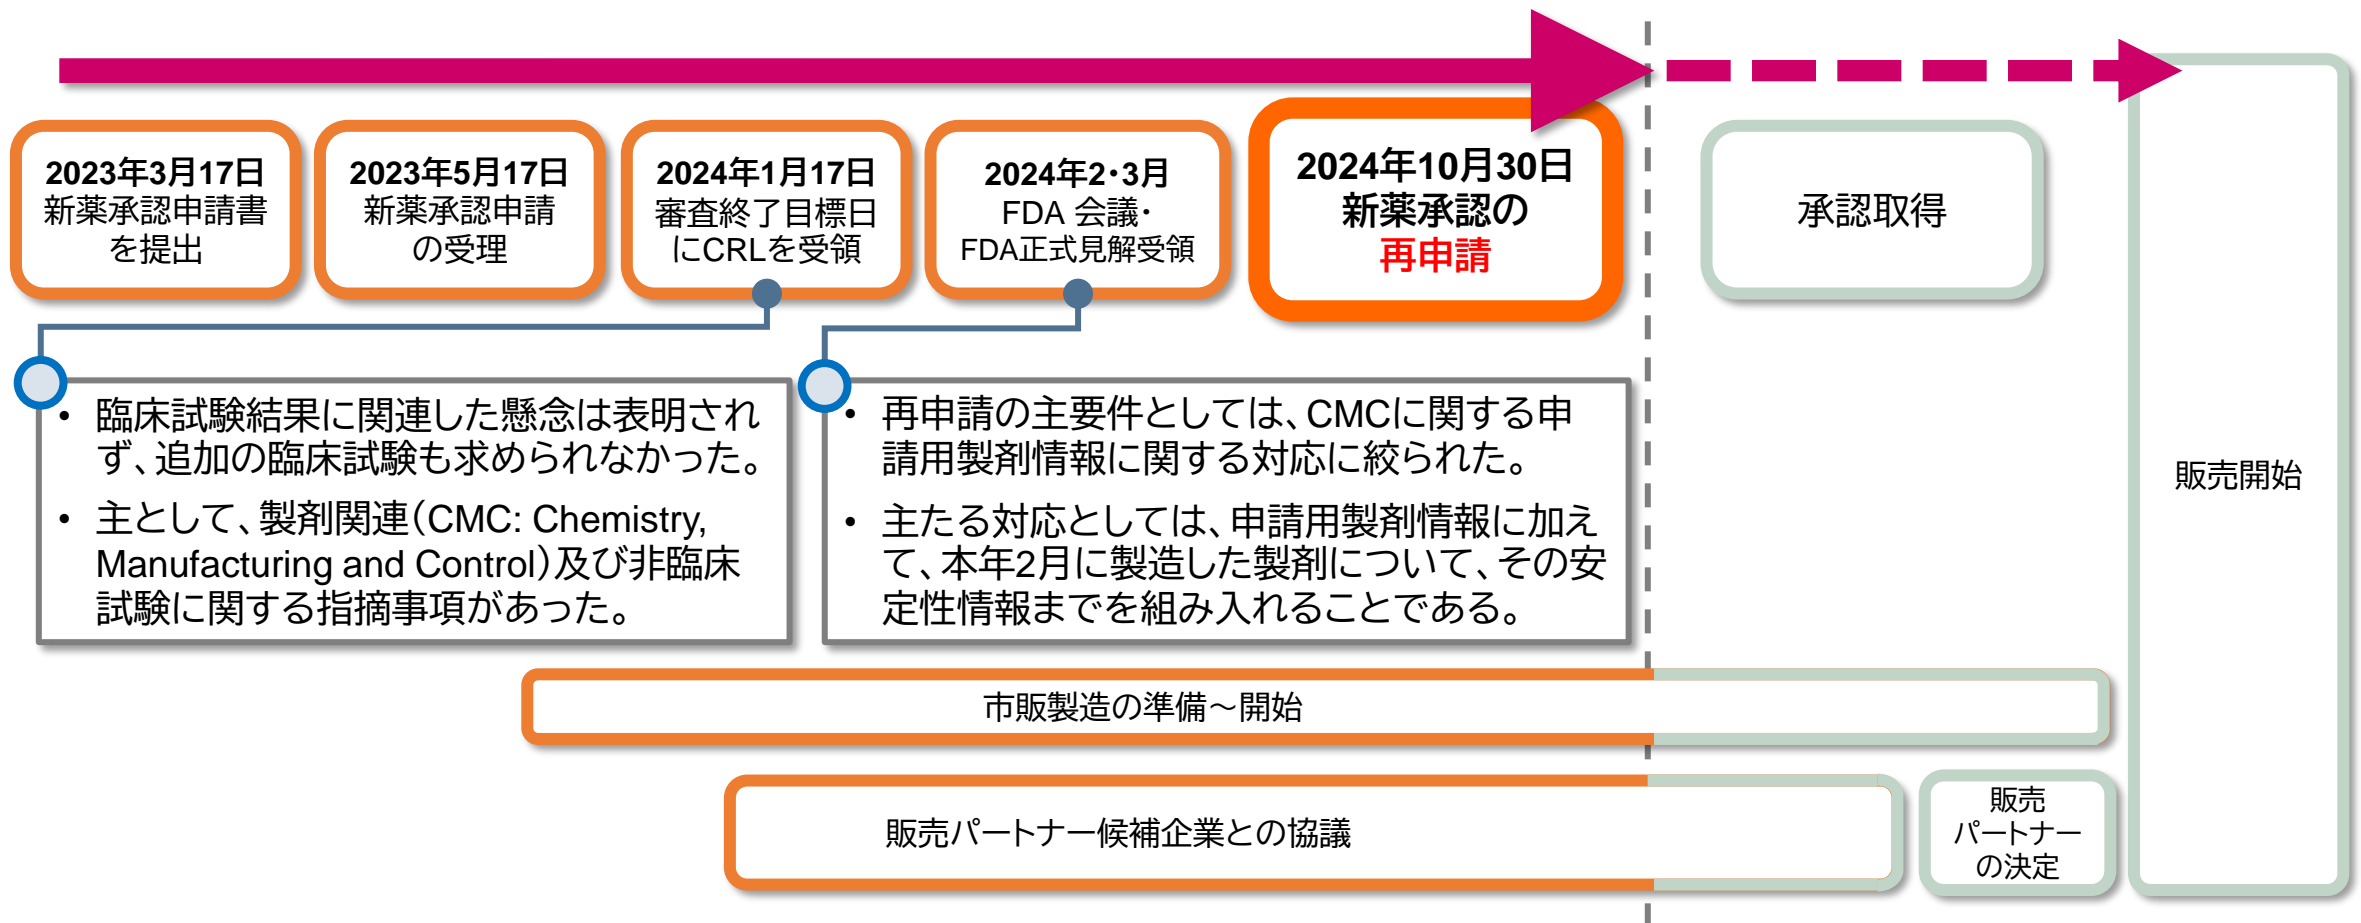 2023年3月17日
新薬承認申請書
を提出
2023年5月17日
新薬承認申請
の受理
2024年1月17日
審査終了目標日
にCRLを受領
2024年2・3月
FDA 会議・
FDA正式見解受領
2024年10月30日
新薬承認の
再申請
承認取得
販売開始
• 臨床試験結果に関連した懸念は表明され
ず、追加の臨床試験も求められなかった。
• 主として、製剤関連（CMC: Chemistry,
Manufacturing and Control）及び非臨床
試験に関する指摘事項があった。
• 再申請の主要件としては、CMCに関する申
請用製剤情報に関する対応に絞られた。
• 主たる対応としては、申請用製剤情報に加え
て、本年2月に製造した製剤について、その安
定性情報までを組み入れることである。
市販製造の準備～開始
販売パートナー候補企業との協議
販売
パートナー
の決定